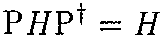 PHP† = H